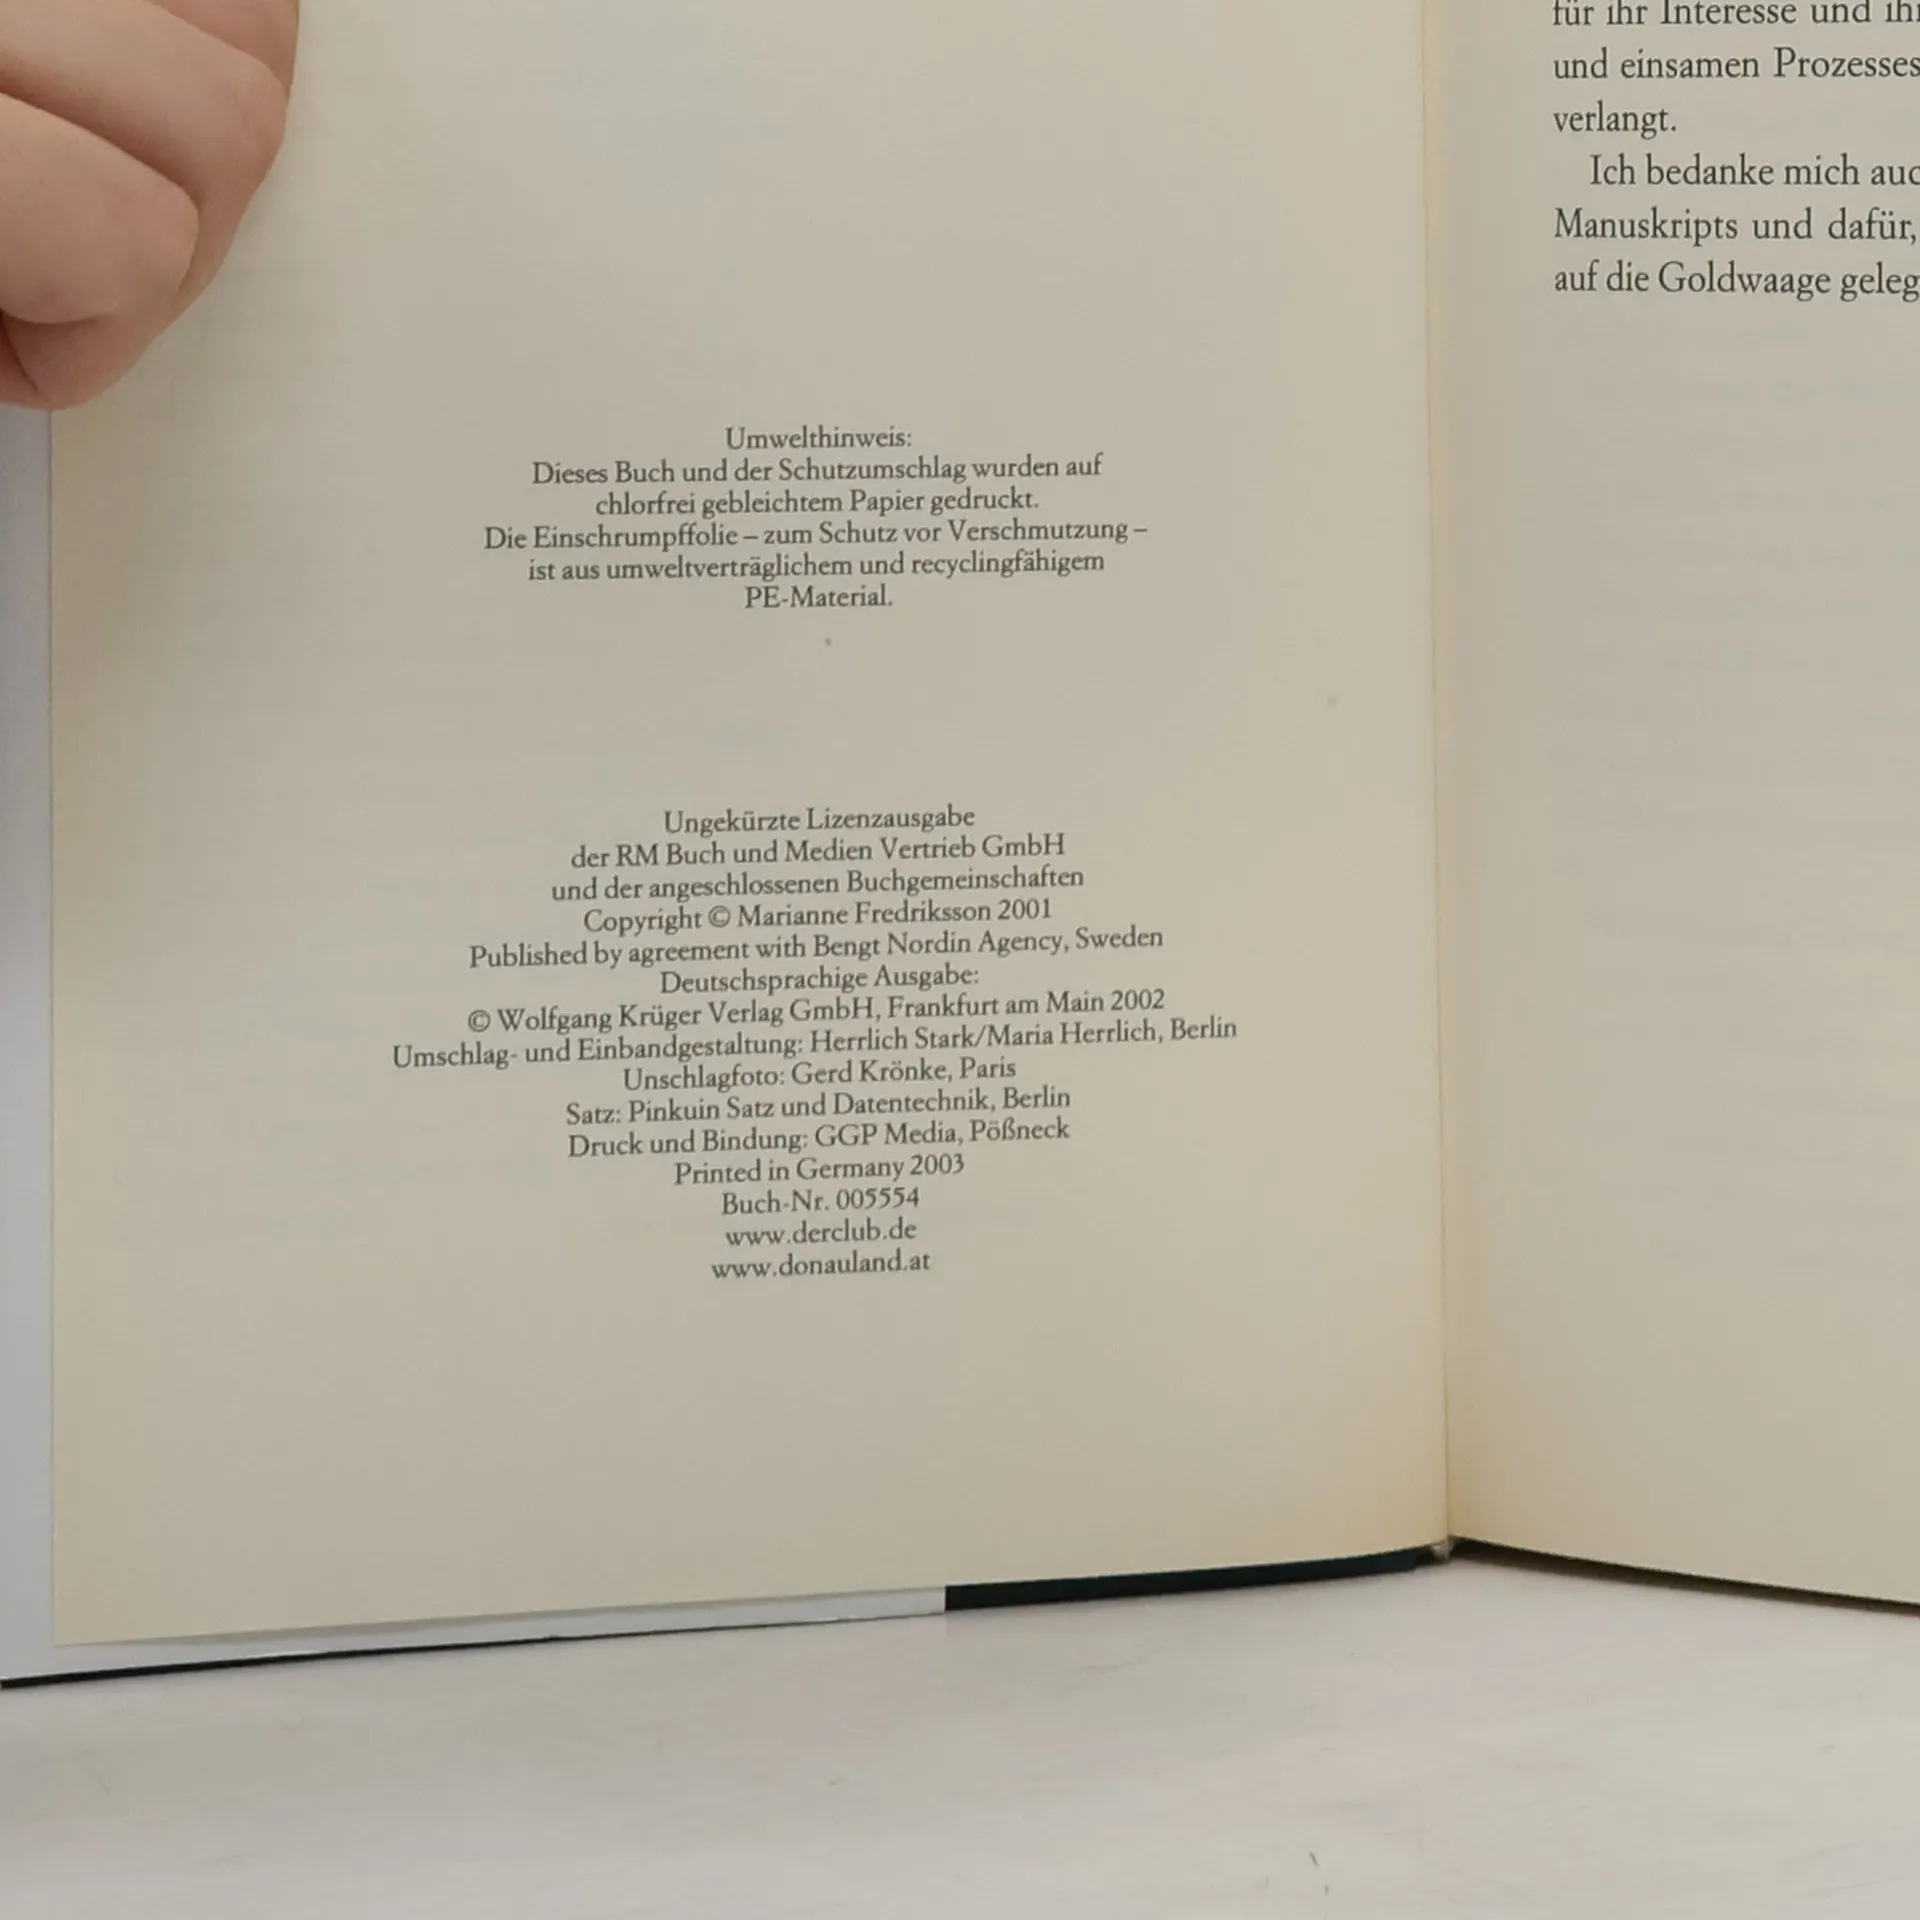 Umwelthinweis:
Dieses Buch und der Schutzumschlag wurden auf
chlorfrei gebleichtem Papier gedruckt.
Die Einschrumpffolie – zum Schutz vor Verschmutzung –
ist aus umweltverträglichem und recyclingfähigem
PE-Material.
Ungekürzte Lizenzausgabe
der RM Buch und Medien Vertrieb GmbH
und der angeschlossenen Buchgemeinschaften
Copyright © Marianne Fredriksson 2001
Published by agreement with Bengt Nordin Agency, Sweden
Deutschsprachige Ausgabe:
© Wolfgang Krüger Verlag GmbH, Frankfurt am Main 2002
Umschlag- und Einbandgestaltung: Herrlich Stark/Maria Herrlich, Berlin
Unschlagfoto: Gerd Krönke, Paris
Satz: Pinkuin Satz und Datentechnik, Berlin
Druck und Bindung: GGP Media, Pößneck
Printed in Germany 2003
Buch-Nr. 005554
www.derclub.de
www.donauland.at
für ihr Interesse und
und einsamen Prozesses
verlangt.
Ich bedanke mich
Manuskripts und dafür,
auf die Goldwaage